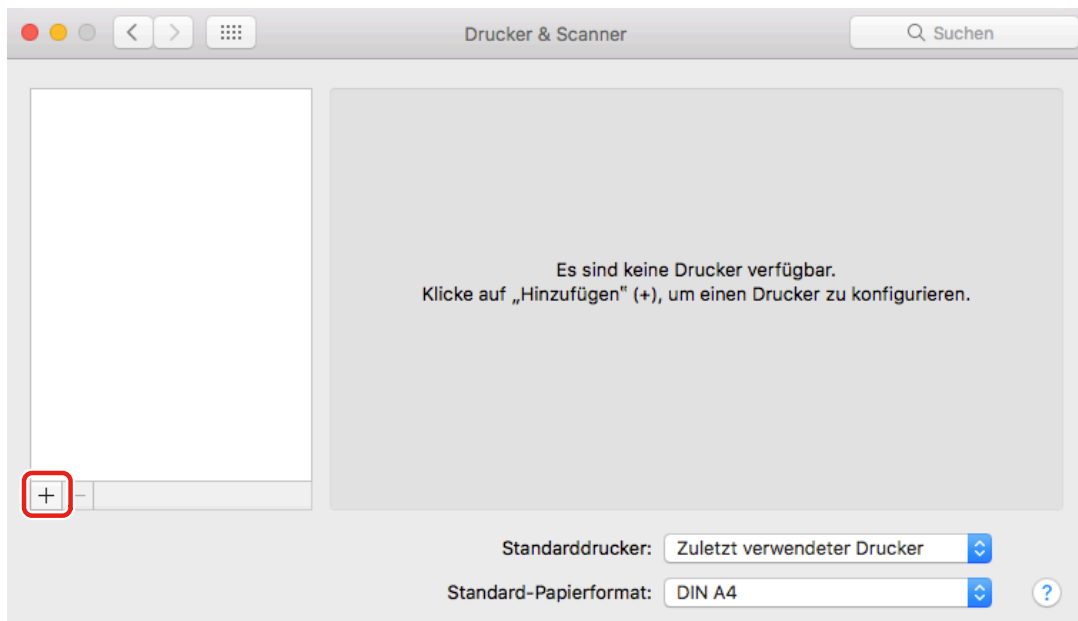 Drucker & Scanner
Suchen
Es sind keine Drucker verfügbar.
Klicke auf „Hinzufügen" (+), um einen Drucker zu konfigurieren.
+ −
Standarddrucker: Zuletzt verwendeter Drucker
Standard-Papierformat: DIN A4 ?